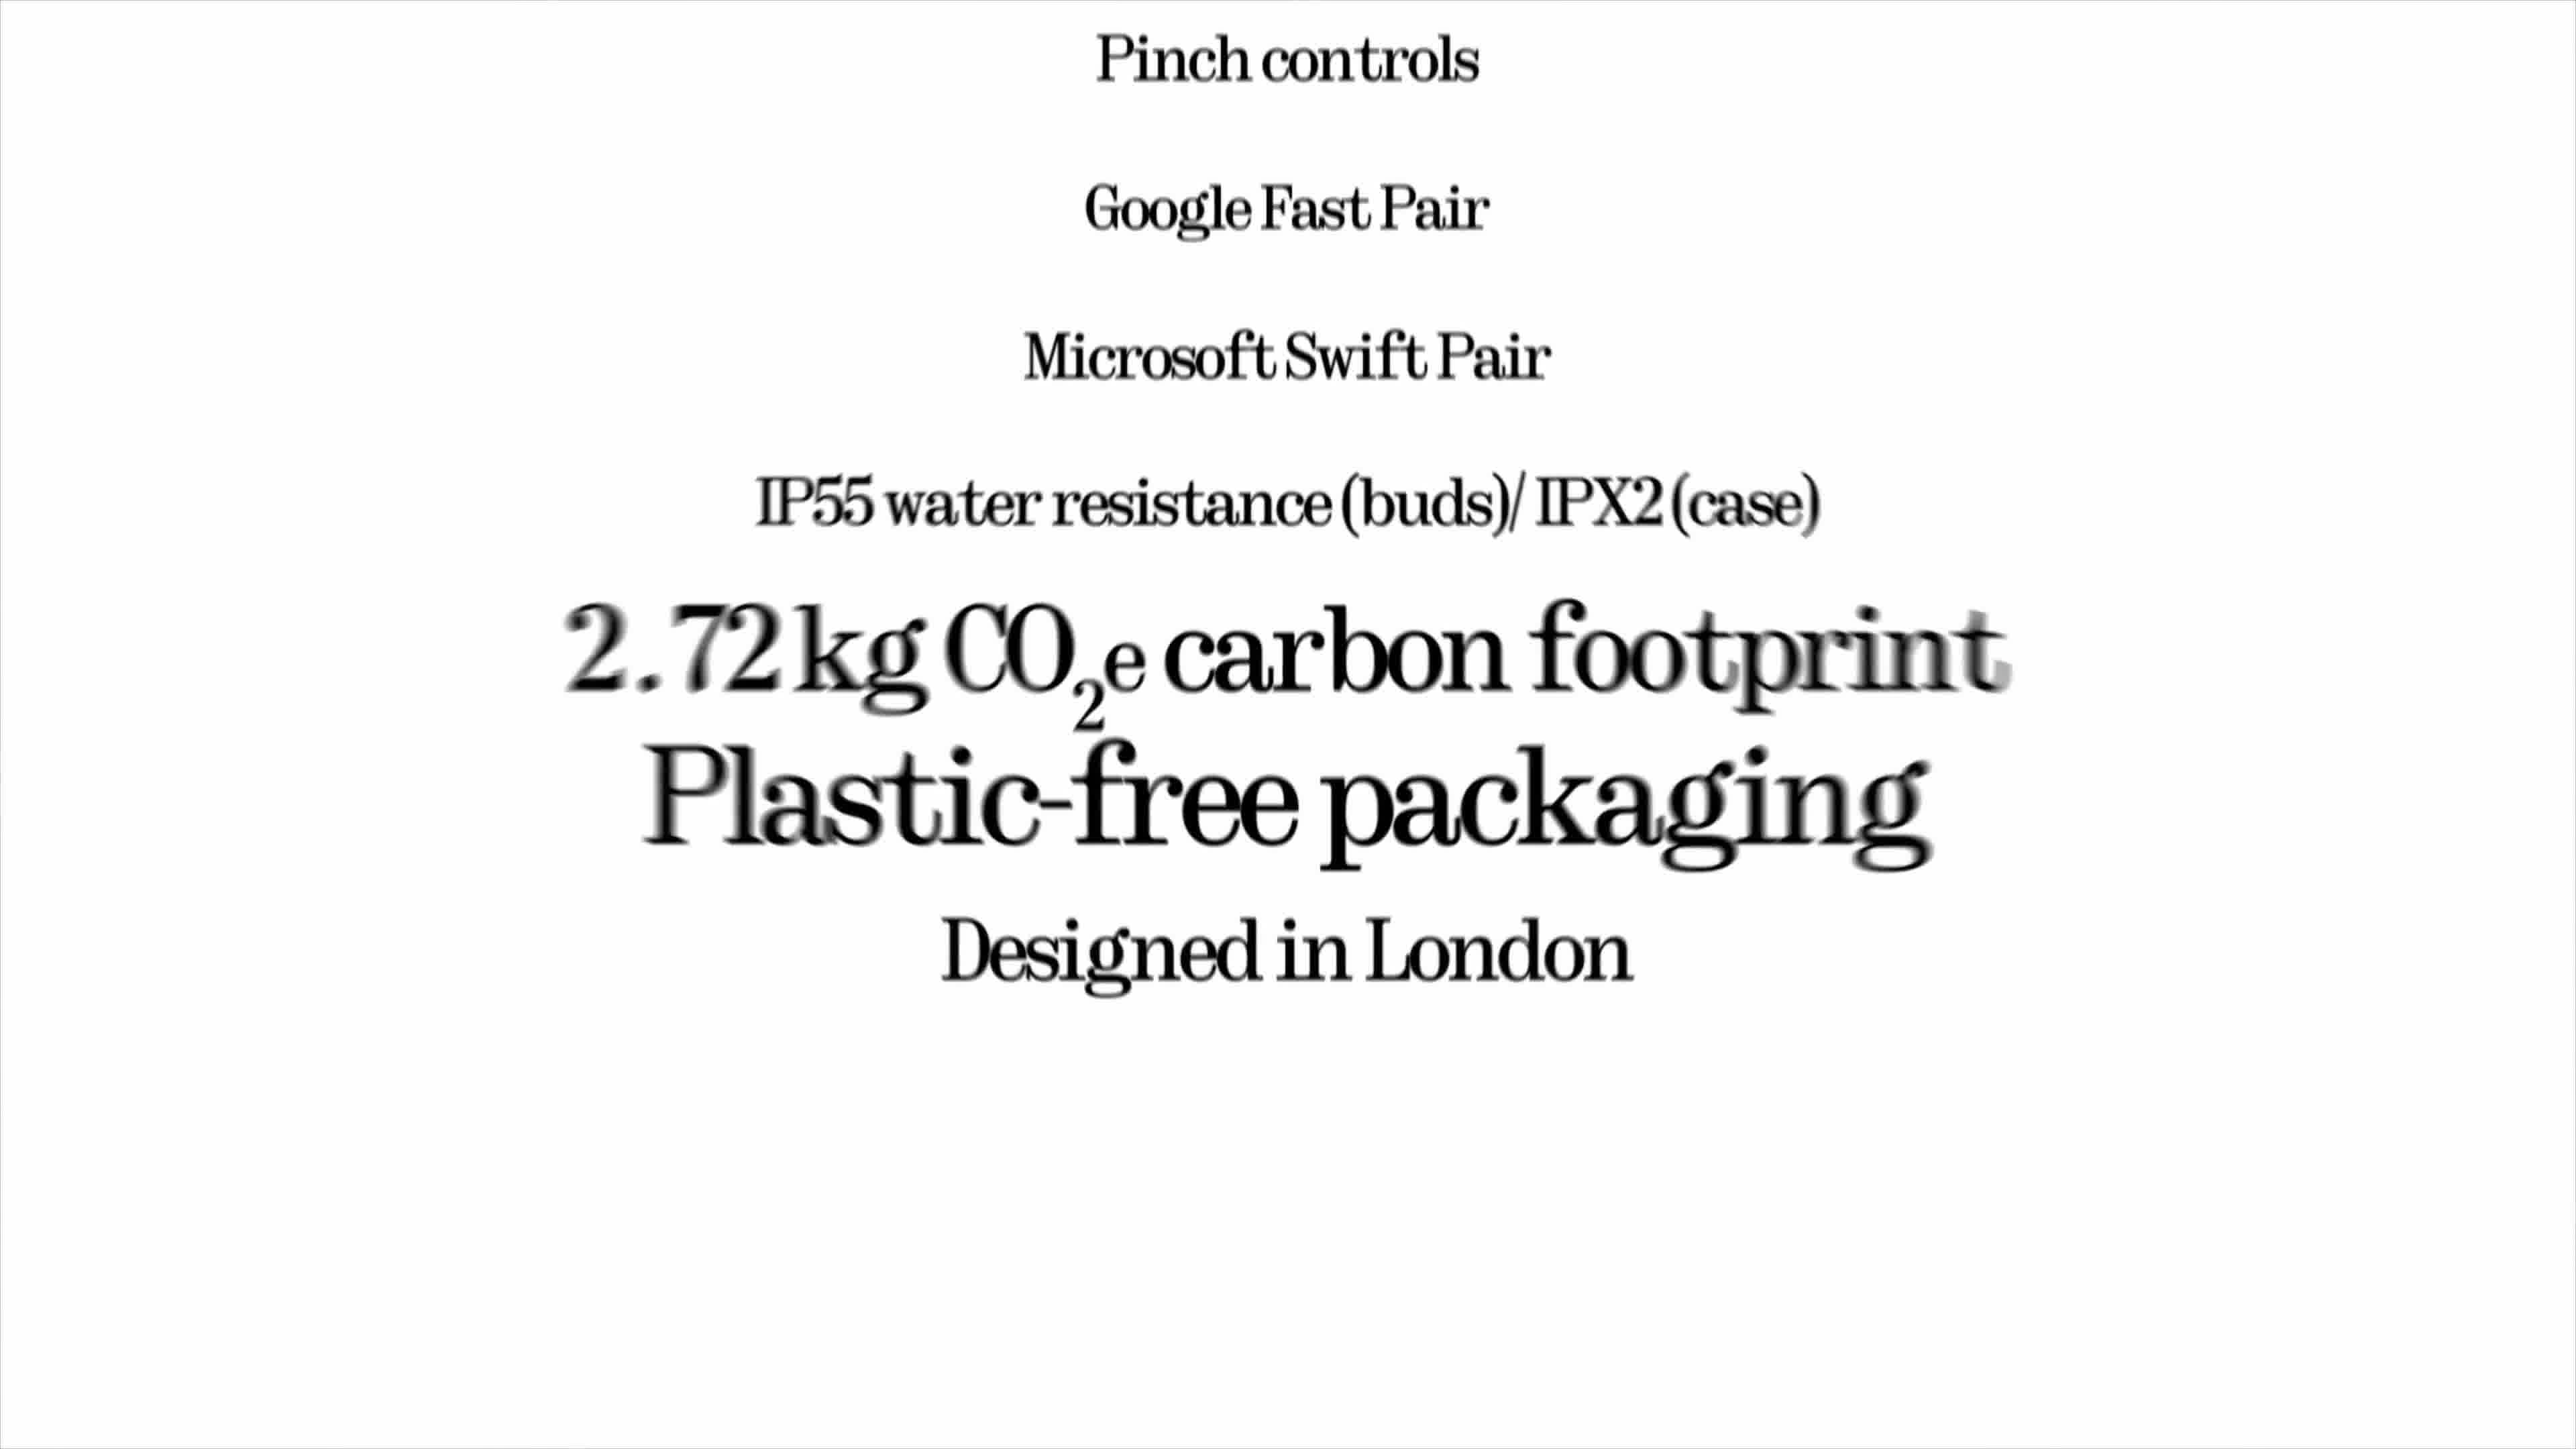 Pinch controls
Google Fast Pair
Microsoft Swift Pair
IP55 water resistance (buds)/ IPX2 (case)
2.72 kg CO₂e carbon footprint
Plastic-free packaging
Designed in London